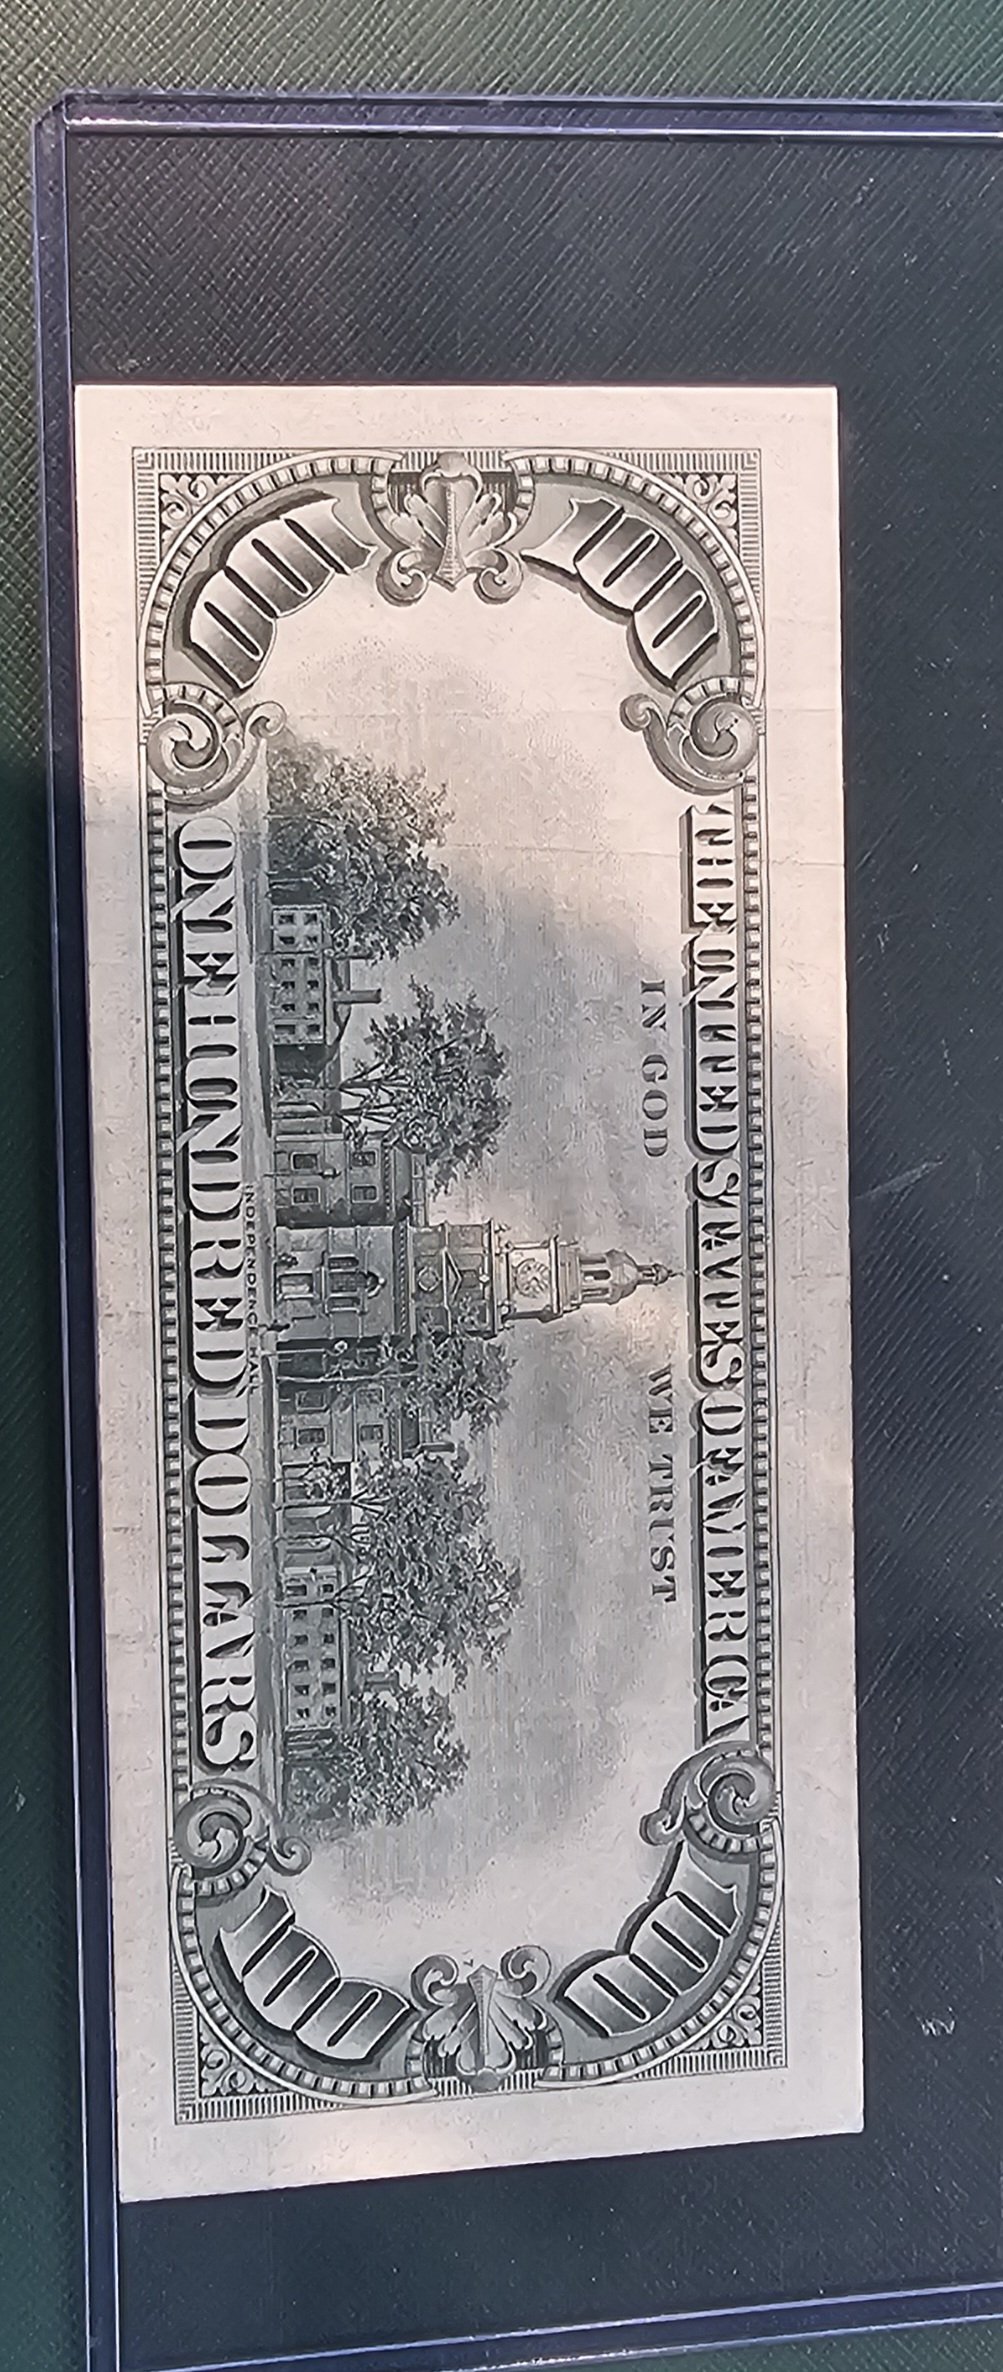 100 100
THE UNITED STATES OF AMERICA
IN GOD WE TRUST
INDEPENDENCE HALL
ONE HUNDRED DOLLARS
100 100